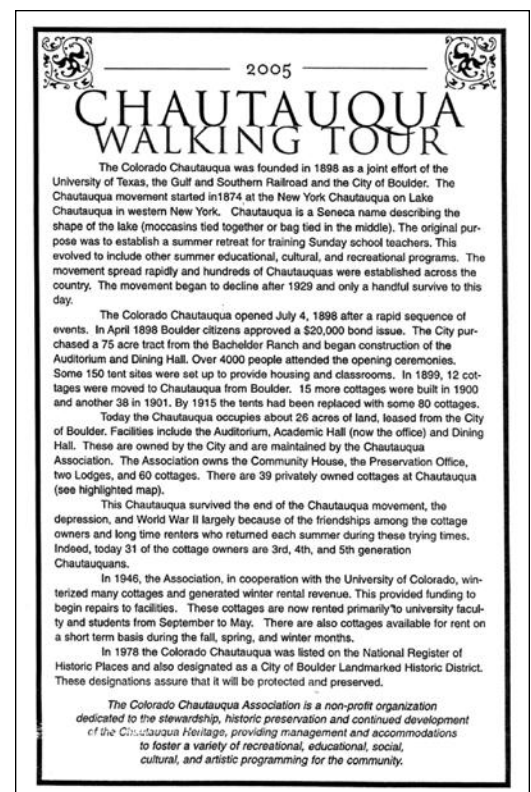 2005
CHAUTAUQUA
WALKING TOUR
The Colorado Chautauqua was founded in 1898 as a joint effort of the
University of Texas, the Gulf and Southern Railroad and the City of Boulder. The
Chautauqua movement started in1874 at the New York Chautauqua on Lake
Chautauqua in western New York. Chautauqua is a Seneca name describing the
shape of the lake (moccasins tied together or bag tied in the middle). The original pur-
pose was to establish a summer retreat for training Sunday school teachers. This
evolved to include other summer educational, cultural, and recreational programs. The
movement spread rapidly and hundreds of Chautauquas were established across the
country. The movement began to decline after 1929 and only a handful survive to this
day.
The Colorado Chautauqua opened July 4, 1898 after a rapid sequence of
events. In April 1898 Boulder citizens approved a $20,000 bond issue. The City pur-
chased a 75 acre tract from the Bachelder Ranch and began construction of the
Auditorium and Dining Hall. Over 4000 people attended the opening ceremonies.
Some 150 tent sites were set up to provide housing and classrooms. In 1899, 12 cot-
tages were moved to Chautauqua from Boulder. 15 more cottages were built in 1900
and another 38 in 1901. By 1915 the tents had been replaced with some 80 cottages.
Today the Chautauqua occupies about 26 acres of land, leased from the City
of Boulder. Facilities include the Auditorium, Academic Hall (now the office) and Dining
Hall. These are owned by the City and are maintained by the Chautauqua
Association. The Association owns the Community House, the Preservation Office,
two Lodges, and 60 cottages. There are 39 privately owned cottages at Chautauqua
(see highlighted map).
This Chautauqua survived the end of the Chautauqua movement, the
depression, and World War II largely because of the friendships among the cottage
owners and long time renters who returned each summer during these trying times.
Indeed, today 31 of the cottage owners are 3rd, 4th, and 5th generation
Chautauquans.
In 1946, the Association, in cooperation with the University of Colorado, win-
terized many cottages and generated winter rental revenue. This provided funding to
begin repairs to facilities. These cottages are now rented primarily to university facul-
ty and students from September to May. There are also cottages available for rent on
a short term basis during the fall, spring, and winter months.
In 1978 the Colorado Chautauqua was listed on the National Register of
Historic Places and also designated as a City of Boulder Landmarked Historic District.
These designations assure that it will be protected and preserved.
The Colorado Chautauqua Association is a non-profit organization
dedicated to the stewardship, historic preservation and continued development
of the Chautauqua Heritage, providing management and accommodations
to foster a variety of recreational, educational, social,
cultural, and artistic programming for the community.